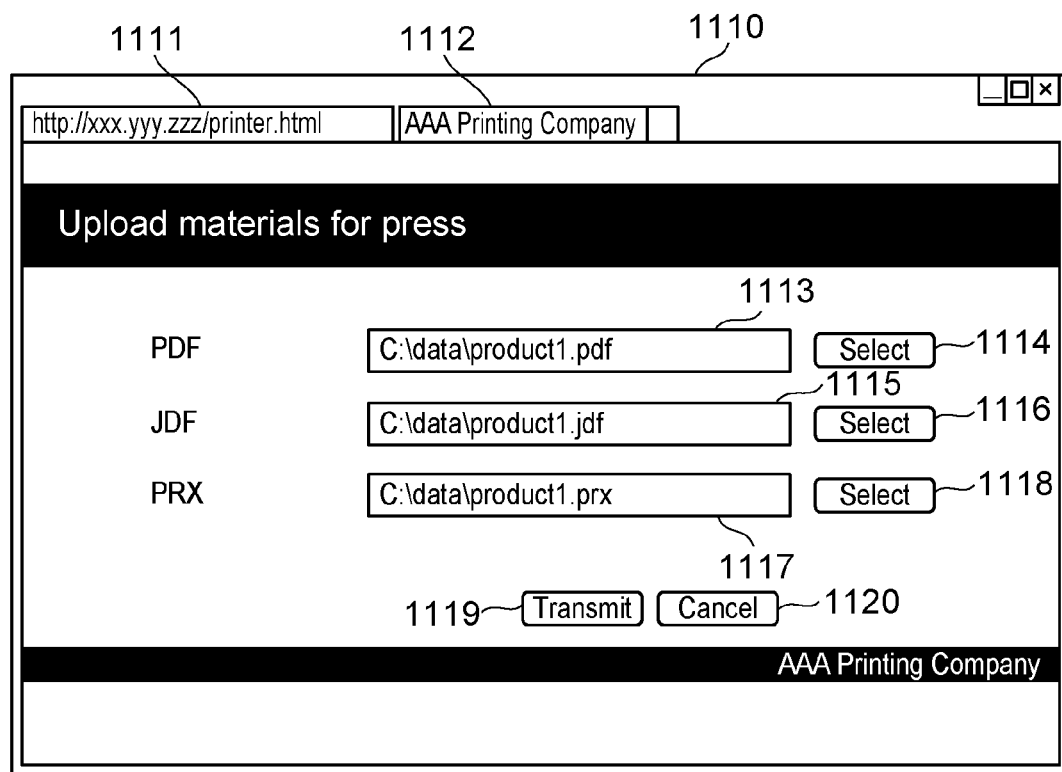 1111 1112 1110
http://xxx.yyy.zzz/printer.html AAA Printing Company
Upload materials for press
1113
PDF C:\data\product1.pdf Select 1114
1115
JDF C:\data\product1.jdf Select 1116
PRX C:\data\product1.prx Select 1118
1117
1119 Transmit Cancel 1120
AAA Printing Company